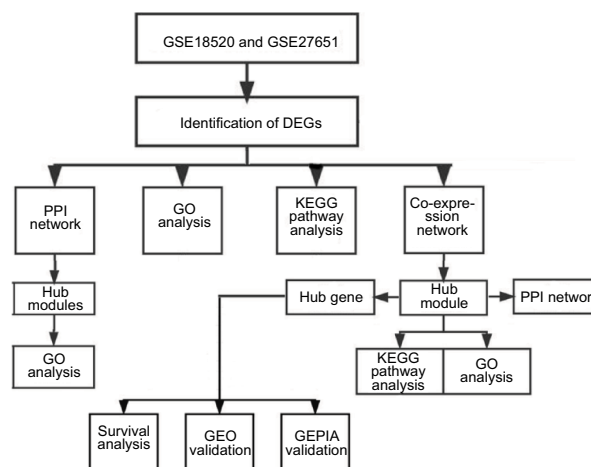 GSE18520 and GSE27651
Identification of DEGs
PPI
network
GO
analysis
KEGG
pathway
analysis
Co-expre-
ssion
network
Hub
modules
Hub gene
Hub
module
PPI networ
GO
analysis
KEGG
pathway
analysis
GO
analysis
Survival
analysis
GEO
validation
GEPIA
validation